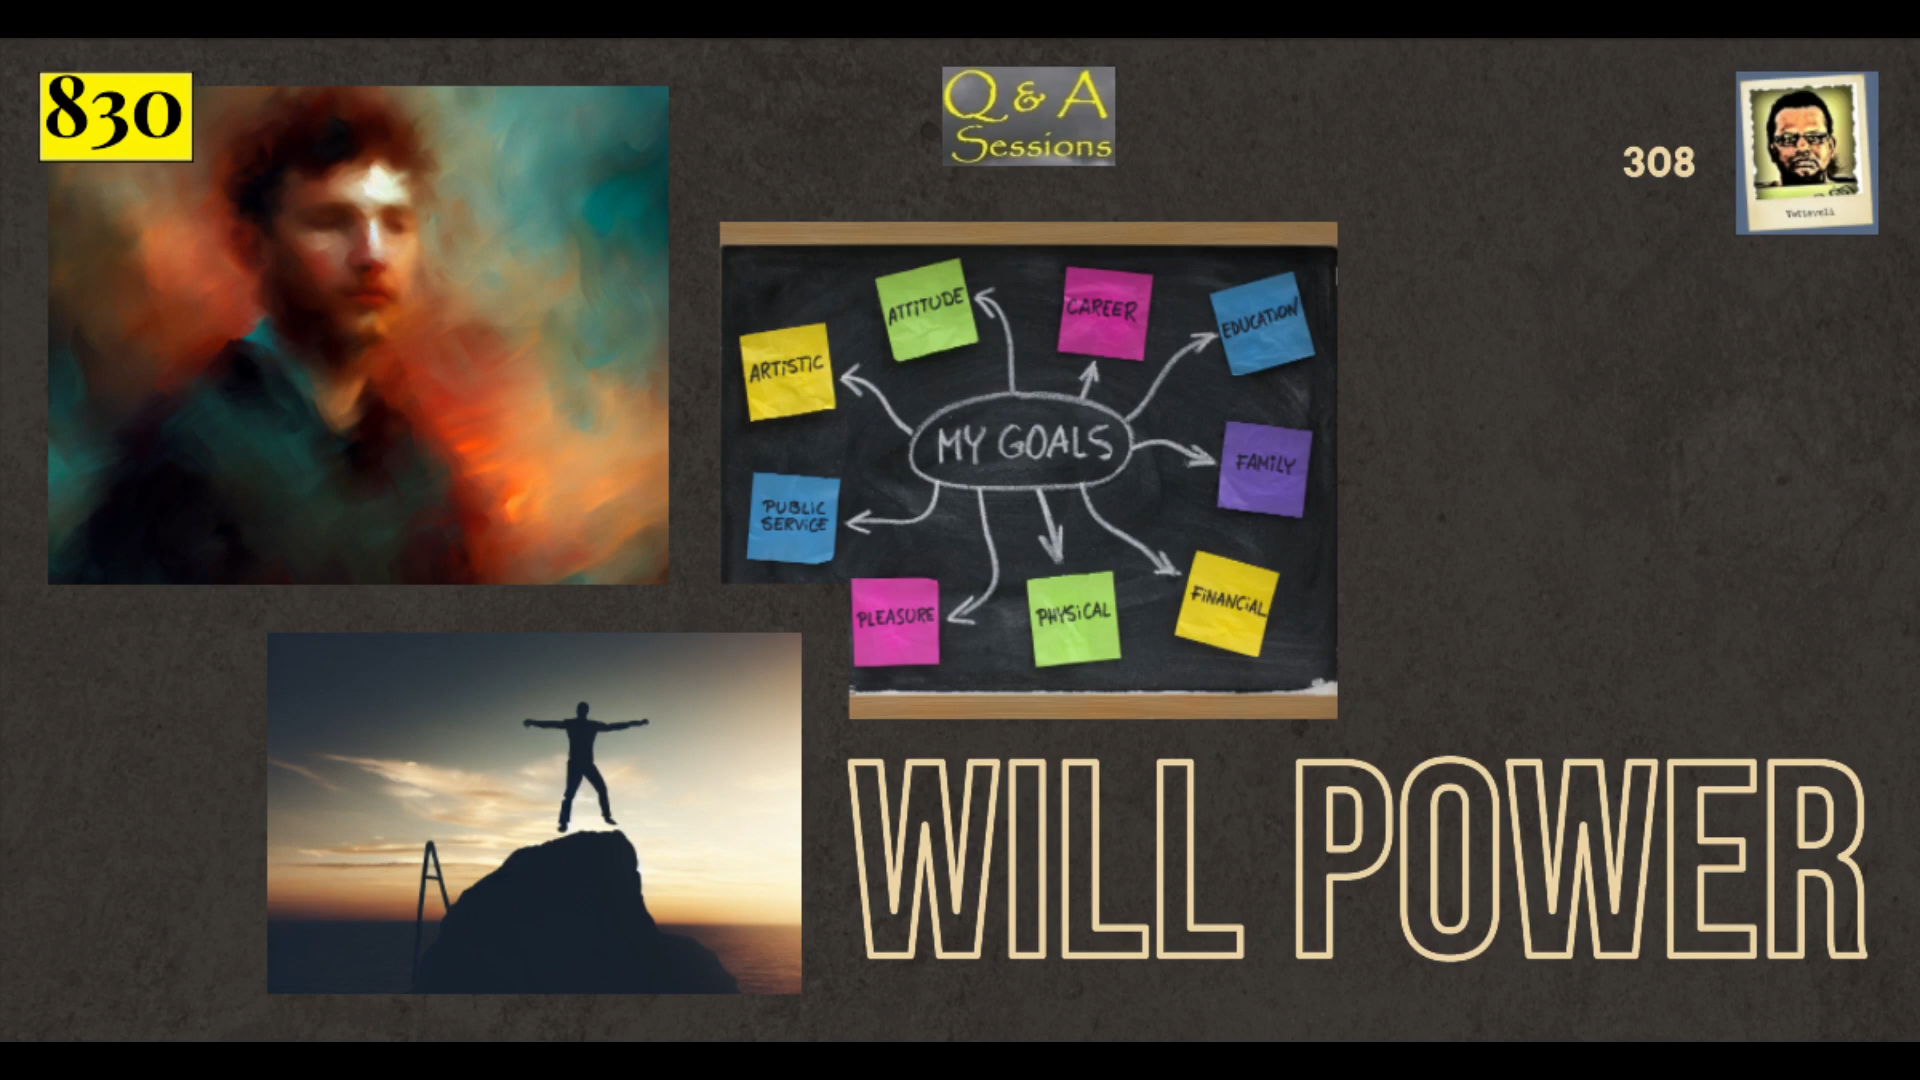 830
Q & A
Sessions
308
ATTITUDE
CAREER
EDUCATION
ARTISTIC
MY GOALS
FAMILY
PUBLIC
SERVICE
PLEASURE
PHYSICAL
FINANCIAL
WILL POWER